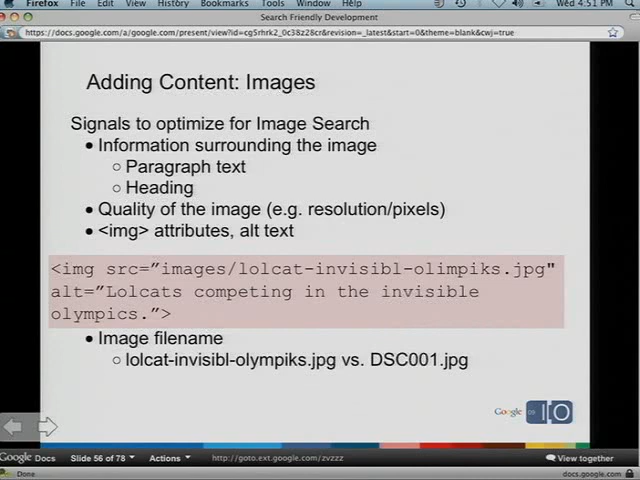 Firefox File Edit View History Bookmarks Tools Window Help Wed 4:51 PM
Search Friendly Development
https://docs.google.com/a/google.com/present/view?id=cg5rhrk2_0c38z28cr&revision=_latest&start=0&theme=blank&cwj=true
Adding Content: Images
Signals to optimize for Image Search
● Information surrounding the image
○ Paragraph text
○ Heading
● Quality of the image (e.g. resolution/pixels)
● <img> attributes, alt text
<img src=”images/lolcat-invisibl-olimpiks.jpg"
alt=”Lolcats competing in the invisible
olympics.”>
● Image filename
○ lolcat-invisibl-olympiks.jpg vs. DSC001.jpg
Google IO
Google Docs Slide 56 of 78 Actions http://goto.ext.google.com/zvzzz View together
Done docs.google.com